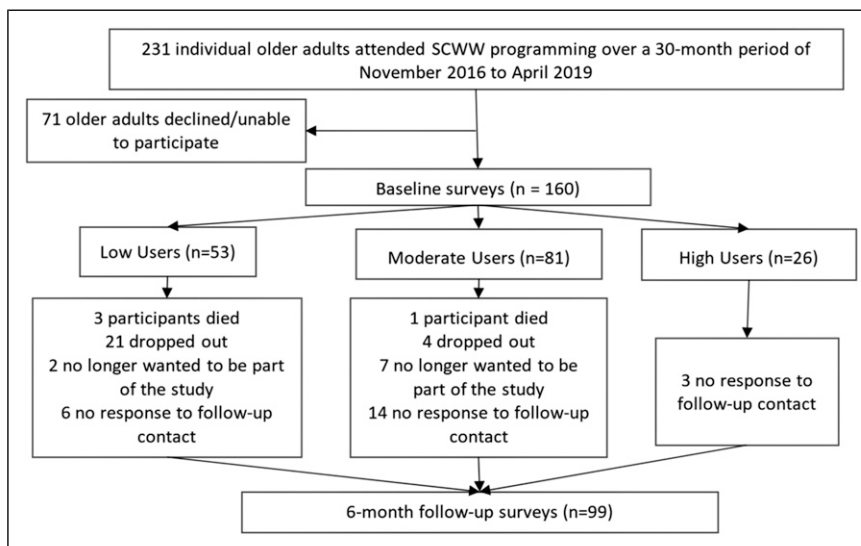 231 individual older adults attended SCWW programming over a 30-month period of
November 2016 to April 2019
71 older adults declined/unable
to participate
Baseline surveys (n = 160)
Low Users (n=53)
Moderate Users (n=81)
High Users (n=26)
3 participants died
21 dropped out
2 no longer wanted to be part
of the study
6 no response to follow-up
contact
1 participant died
4 dropped out
7 no longer wanted to be
part of the study
14 no response to follow-up
contact
3 no response to
follow-up contact
6-month follow-up surveys (n=99)